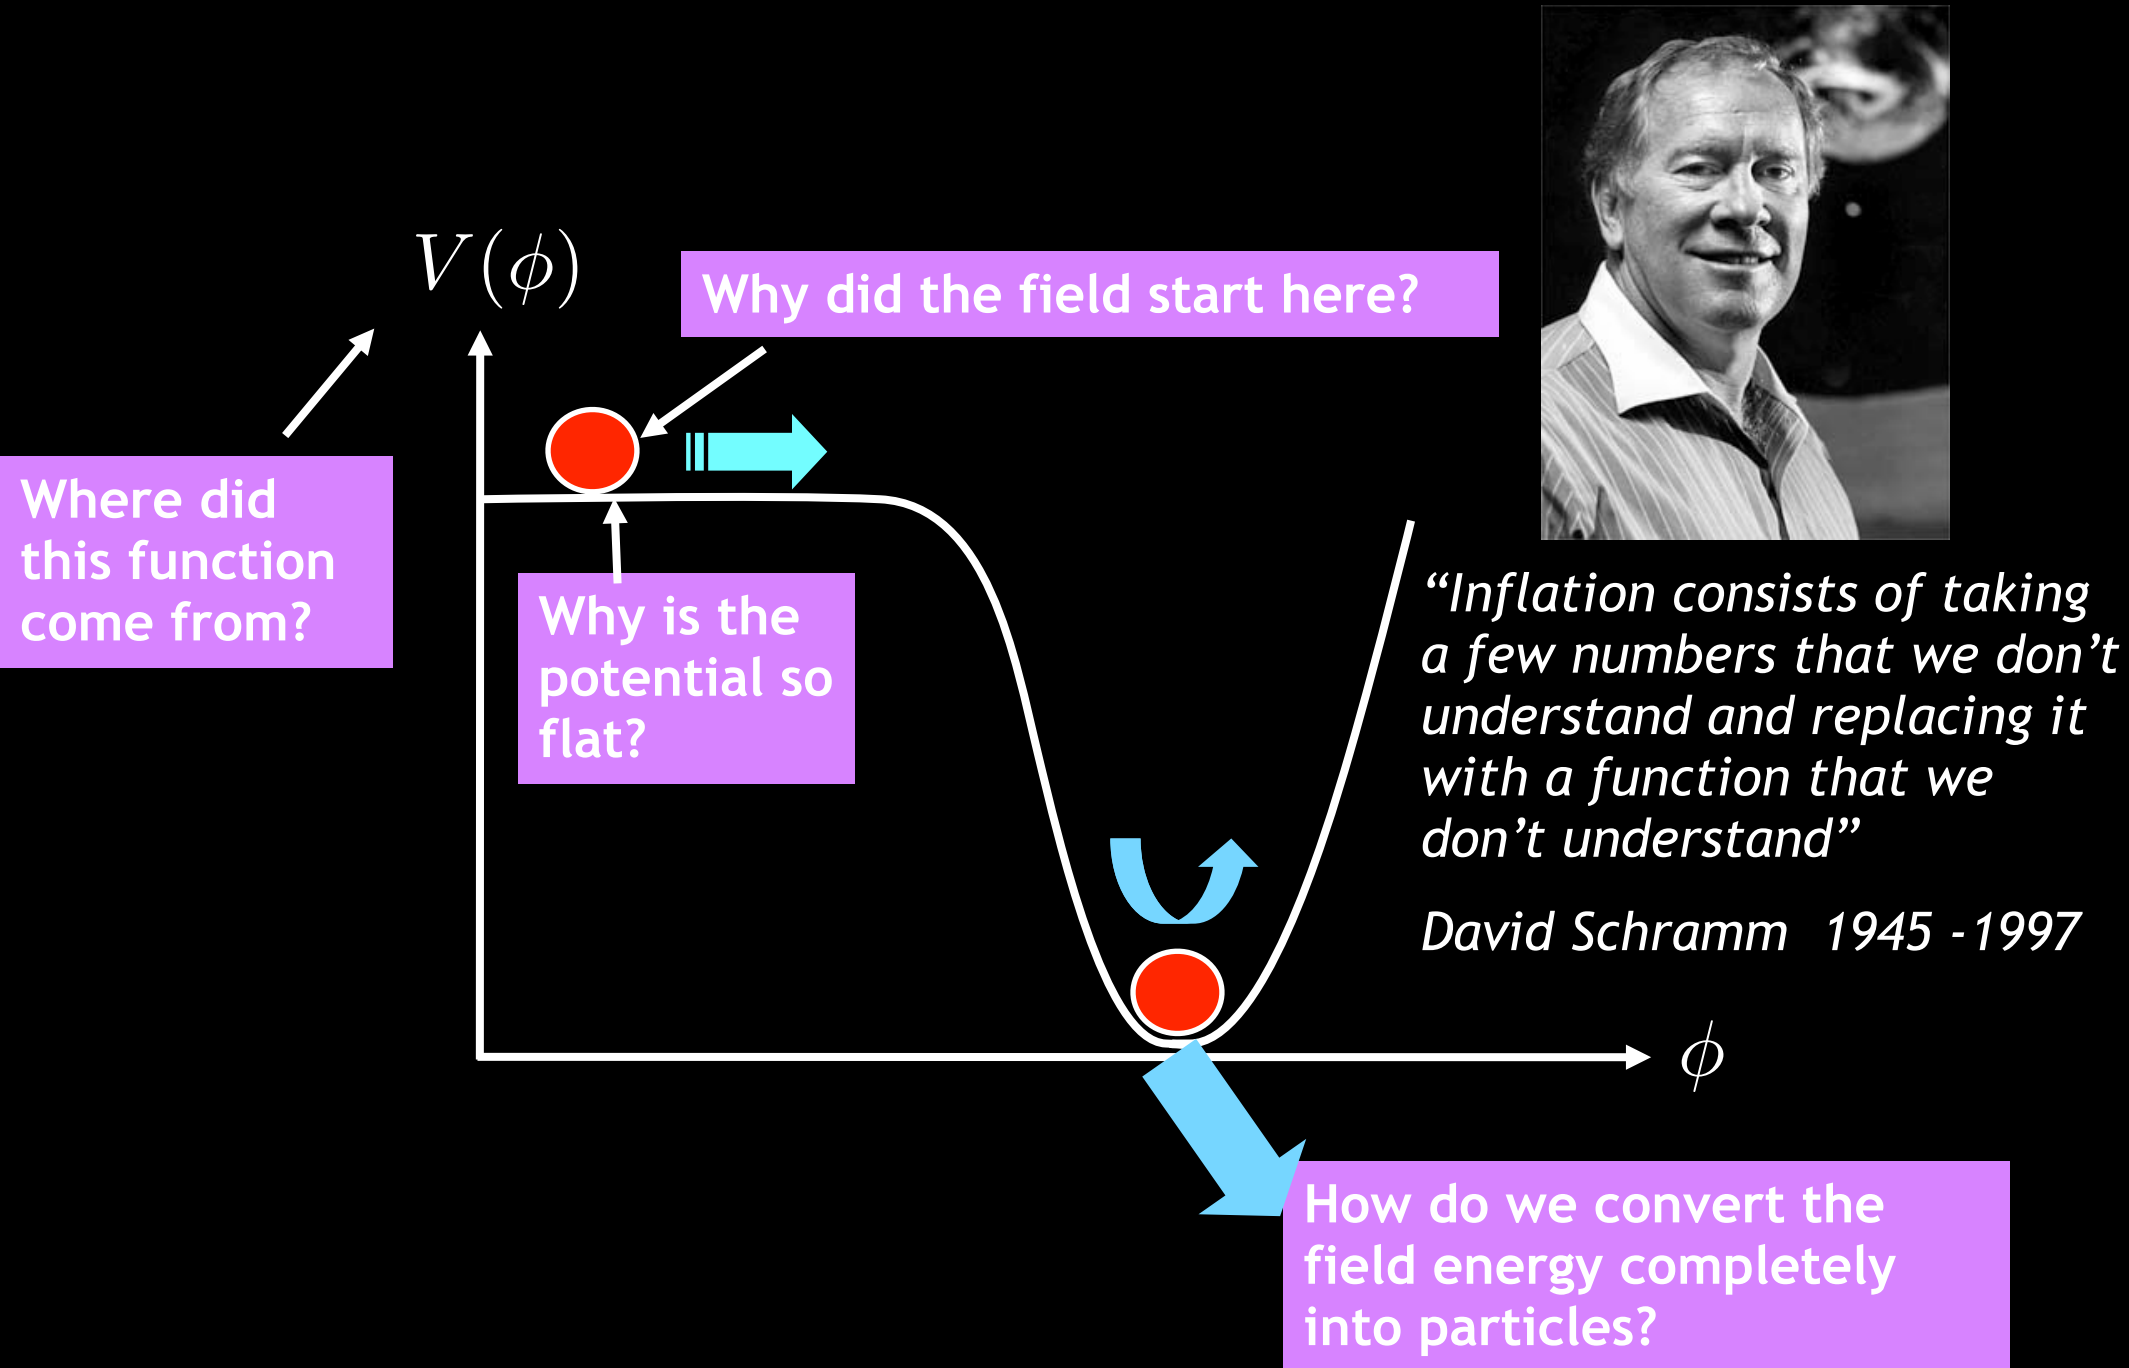 V(ϕ)
Why did the field start here?
Where did
this function
come from?
Why is the
potential so
flat?
“Inflation consists of taking
a few numbers that we don’t
understand and replacing it
with a function that we
don’t understand”
David Schramm 1945 -1997
ϕ
How do we convert the
field energy completely
into particles?